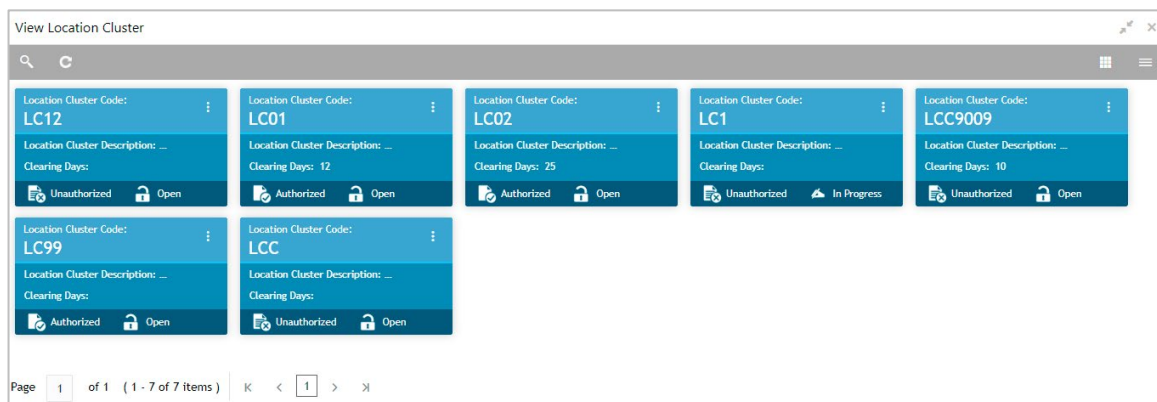 View Location Cluster
Location Cluster Code:
LC12
Location Cluster Description: ...
Clearing Days:
Unauthorized Open
Location Cluster Code:
LC01
Location Cluster Description: ...
Clearing Days: 12
Authorized Open
Location Cluster Code:
LC02
Location Cluster Description: ...
Clearing Days: 25
Authorized Open
Location Cluster Code:
LC1
Location Cluster Description: ...
Clearing Days:
Unauthorized In Progress
Location Cluster Code:
LCC9009
Location Cluster Description: ...
Clearing Days: 10
Unauthorized Open
Location Cluster Code:
LC99
Location Cluster Description: ...
Clearing Days:
Authorized Open
Location Cluster Code:
LCC
Location Cluster Description: ...
Clearing Days:
Unauthorized Open
Page 1 of 1 ( 1 - 7 of 7 items ) 1